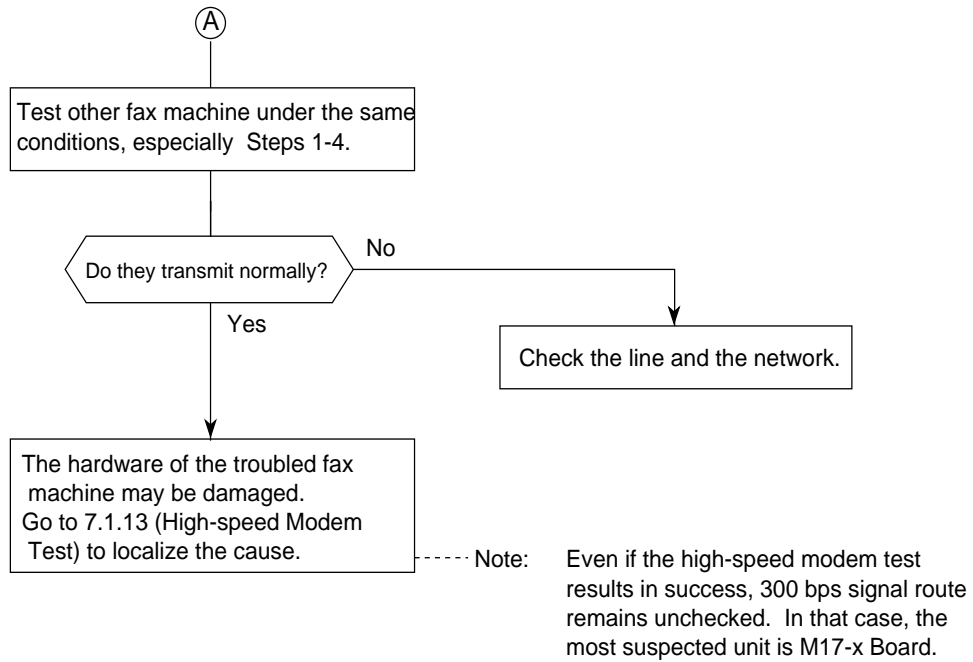 A
Test other fax machine under the same
conditions, especially  Steps 1-4.
Do they transmit normally?
No
Yes
Check the line and the network.
The hardware of the troubled fax
machine may be damaged.
Go to 7.1.13 (High-speed Modem
Test) to localize the cause.
Note: Even if the high-speed modem test
results in success, 300 bps signal route
remains unchecked.  In that case, the
most suspected unit is M17-x Board.